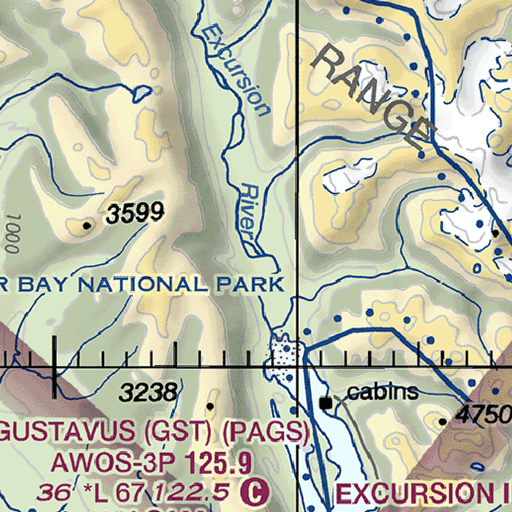 Excursion
River
RANGE
3599
1000
R BAY NATIONAL PARK
3238
cabins
4750
GUSTAVUS (GST) (PAGS)
AWOS-3P 125.9
36 *L 67 122.5 C
EXCURSION I